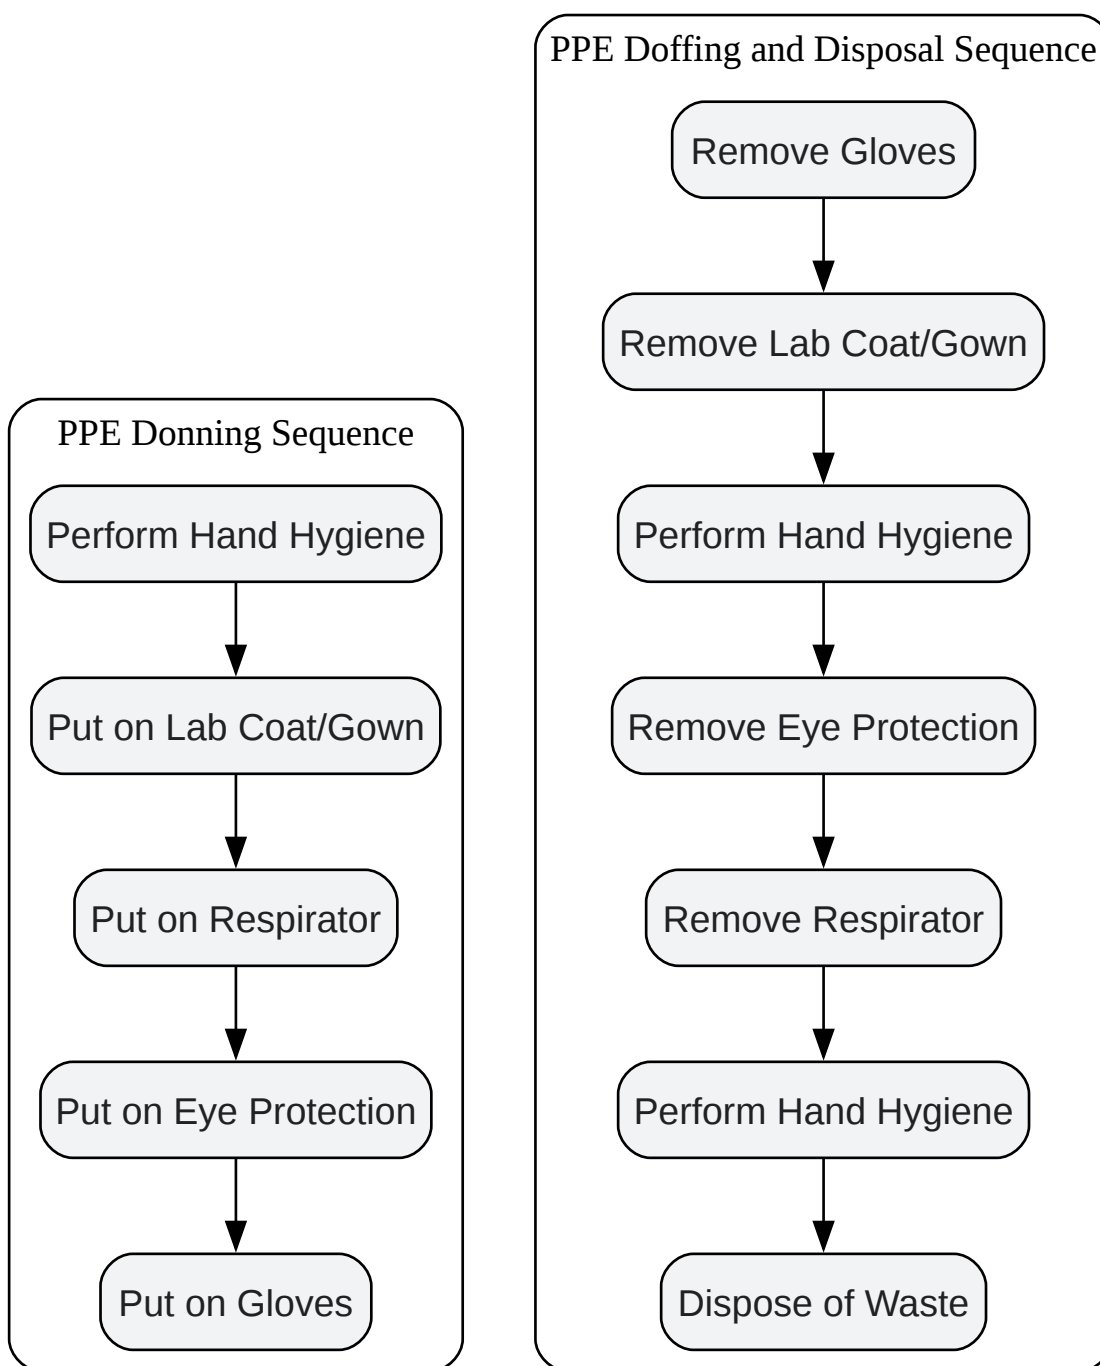 PPE Donning Sequence
Perform Hand Hygiene
Put on Lab Coat/Gown
Put on Respirator
Put on Eye Protection
Put on Gloves
PPE Doffing and Disposal Sequence
Remove Gloves
Remove Lab Coat/Gown
Perform Hand Hygiene
Remove Eye Protection
Remove Respirator
Perform Hand Hygiene
Dispose of Waste